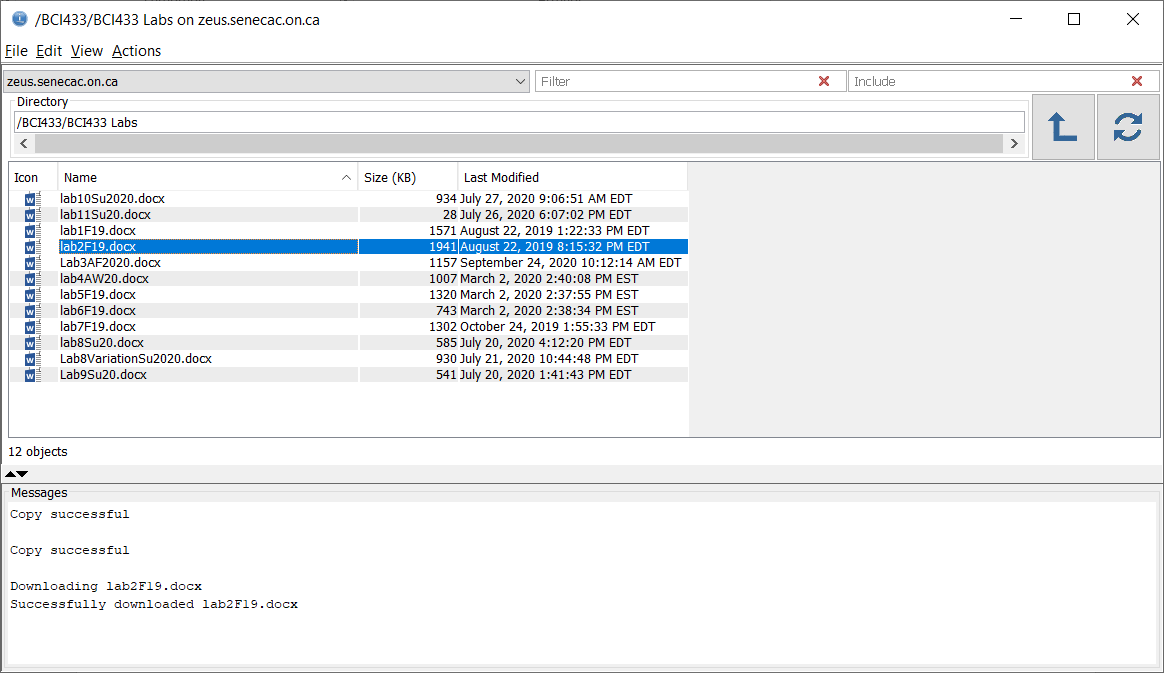 /BCI433/BCI433 Labs on zeus.senecac.on.ca
File Edit View Actions
zeus.senecac.on.ca Filter Include
Directory
/BCI433/BCI433 Labs
Icon Name Size (KB) Last Modified
lab10Su2020.docx 934 July 27, 2020 9:06:51 AM EDT
lab11Su20.docx 28 July 26, 2020 6:07:02 PM EDT
lab1F19.docx 1571 August 22, 2019 1:22:33 PM EDT
lab2F19.docx 1941 August 22, 2019 8:15:32 PM EDT
Lab3AF2020.docx 1157 September 24, 2020 10:12:14 AM EDT
lab4AW20.docx 1007 March 2, 2020 2:40:08 PM EST
lab5F19.docx 1320 March 2, 2020 2:37:55 PM EST
lab6F19.docx 743 March 2, 2020 2:38:34 PM EST
lab7F19.docx 1302 October 24, 2019 1:55:33 PM EDT
lab8Su20.docx 585 July 20, 2020 4:12:20 PM EDT
Lab8VariationSu2020.docx 930 July 21, 2020 10:44:48 PM EDT
Lab9Su20.docx 541 July 20, 2020 1:41:43 PM EDT
12 objects
Messages
Copy successful
Copy successful
Downloading lab2F19.docx
Successfully downloaded lab2F19.docx